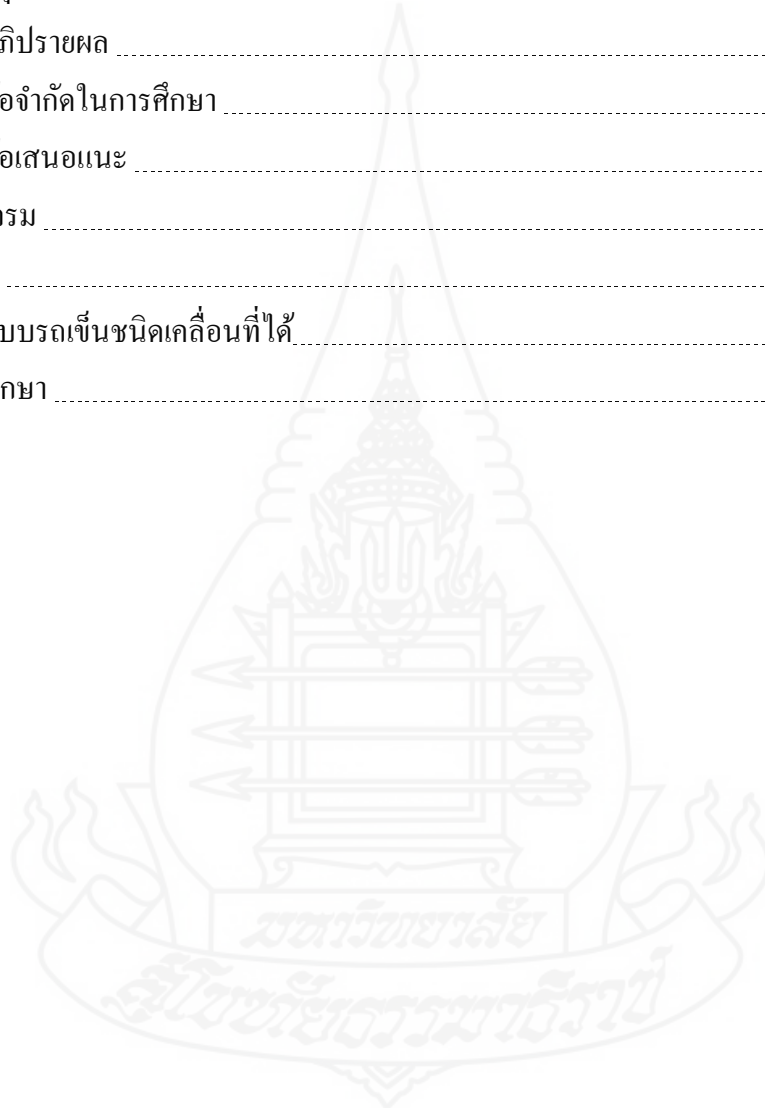 ภิปรายผล
อจำกัดในการศึกษา
อเสนอแนะ
รรม
บบรถเข็นชนิดเคลื่อนที่ได้
กษา
มหาวิทยาลัย
สุโขทัยธรรมาธิราช